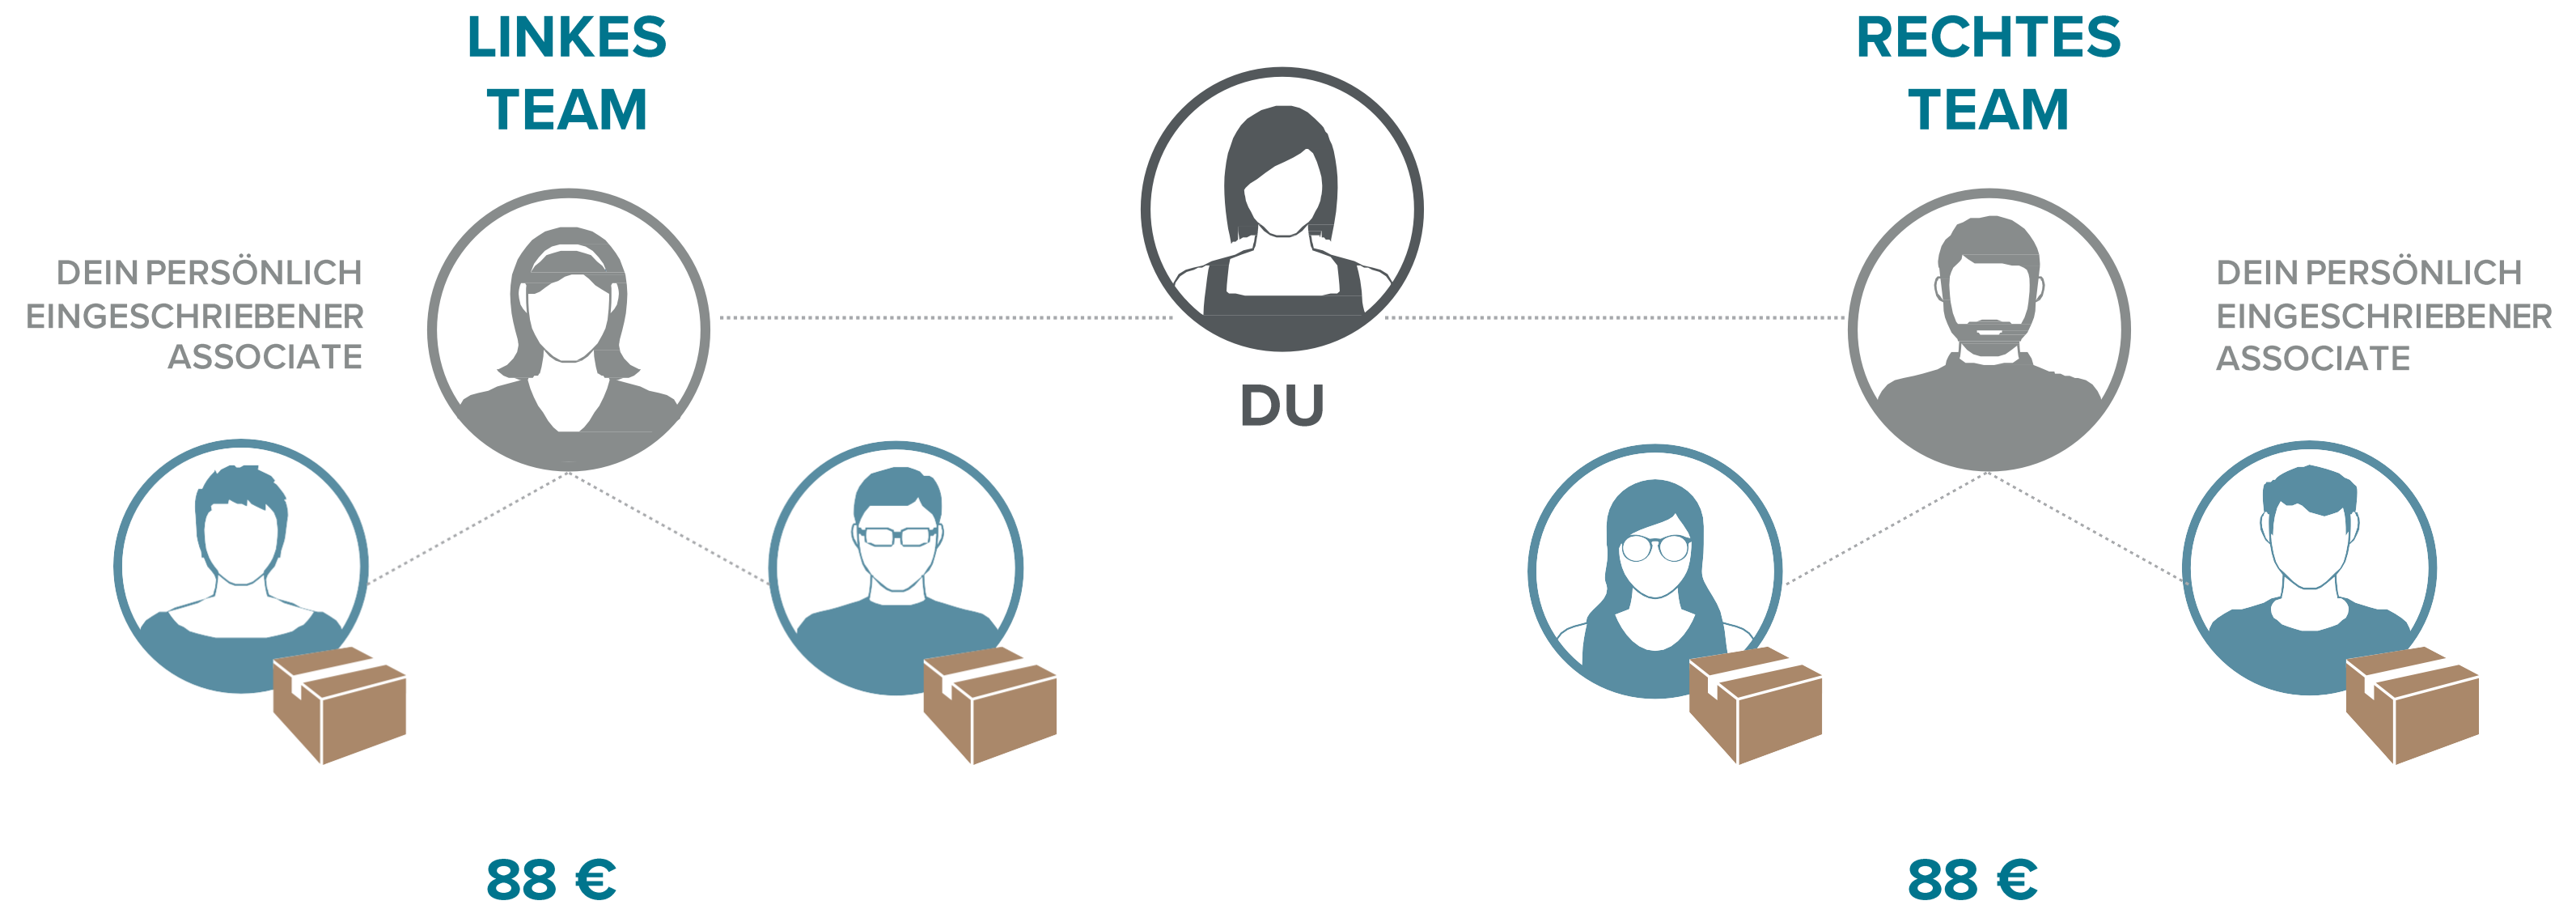 LINKES
TEAM
RECHTES
TEAM
DEIN PERSÖNLICH
EINGESCHRIEBENER
ASSOCIATE
DEIN PERSÖNLICH
EINGESCHRIEBENER
ASSOCIATE
DU
88 €
88 €